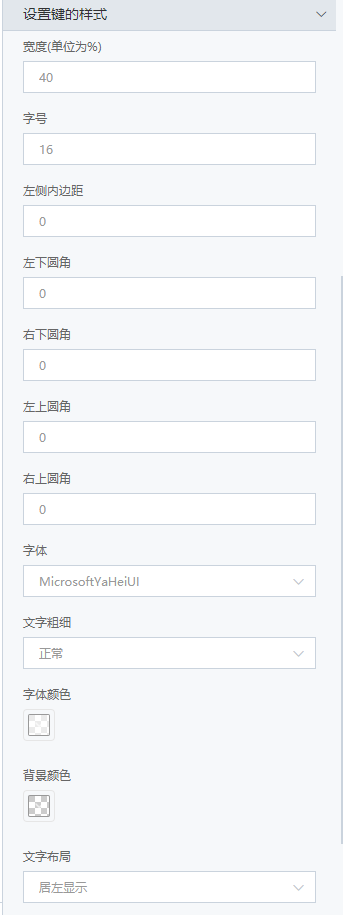 设置键的样式
宽度(单位为%)
40
字号
16
左侧内边距
0
左下圆角
0
右下圆角
0
左上圆角
0
右上圆角
0
字体
MicrosoftYaHeiUI
文字粗细
正常
字体颜色
背景颜色
文字布局
居左显示